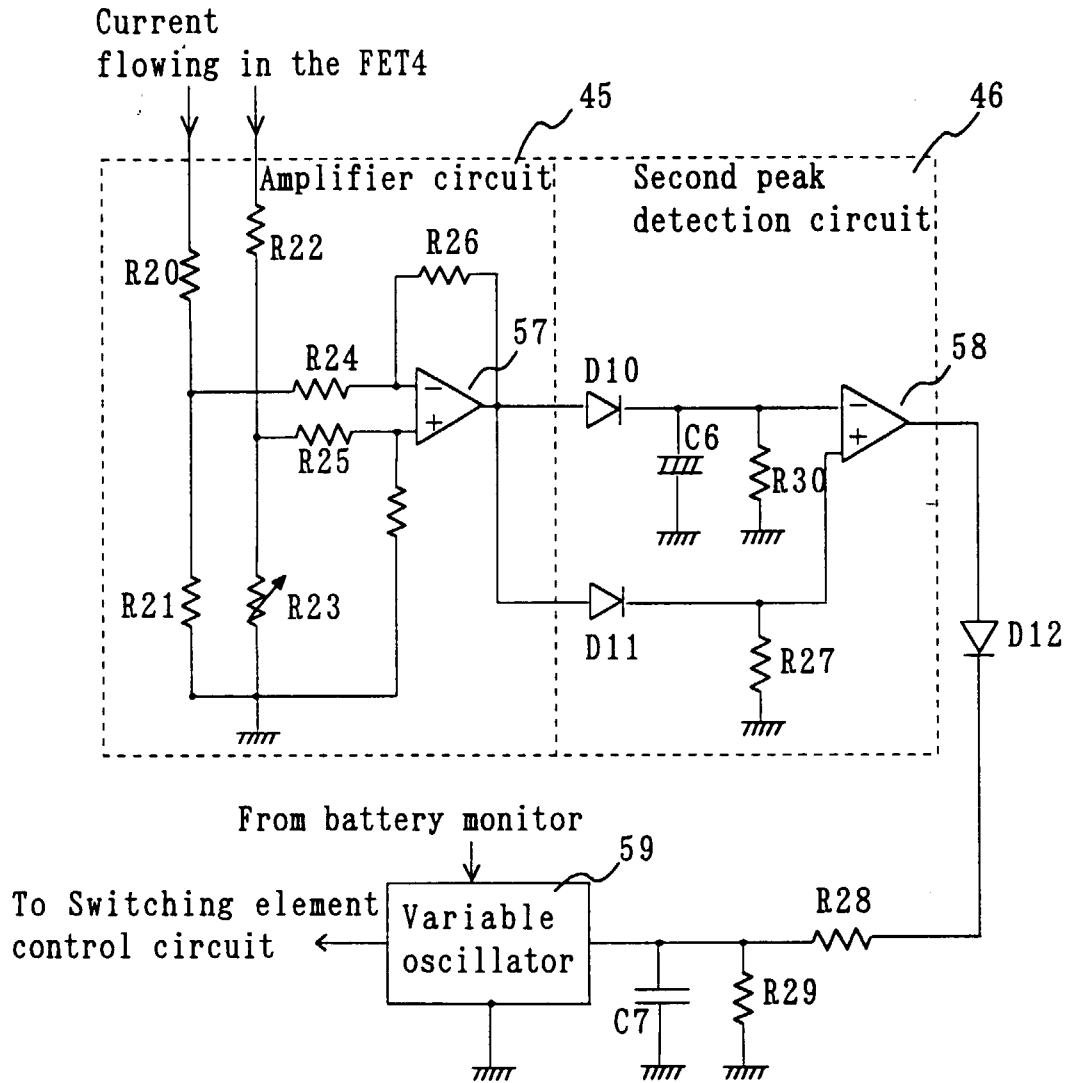 Current
flowing in the FET4
45
46
Amplifier circuit
Second peak
detection circuit
R22
R26
R20
57
R24
D10
58
−
+
−
+
C6
R25
R30
R21
R23
D11
R27
D12
From battery monitor
59
To Switching element
control circuit
Variable
oscillator
R28
C7
R29